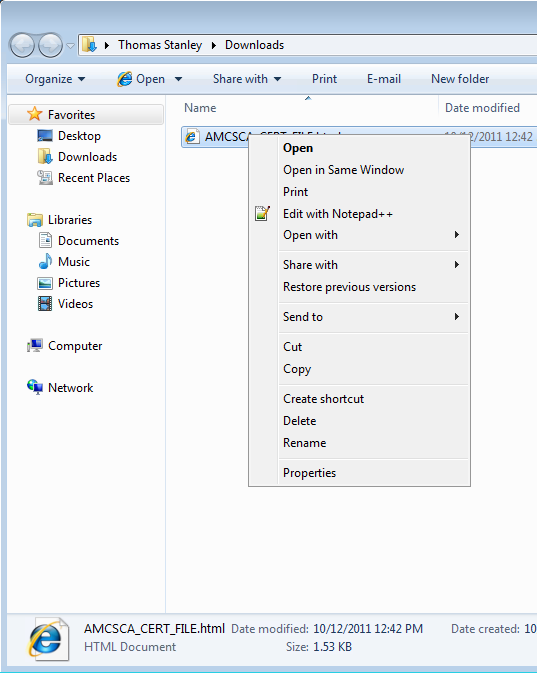 Thomas Stanley Downloads
Organize Open Share with Print E-mail New folder
Name Date modified
Favorites
Desktop
Downloads
Recent Places
Libraries
Documents
Music
Pictures
Videos
Computer
Network
AMCSCA_CERT_FILE.html 10/12/2011 12:42
Open
Open in Same Window
Print
Edit with Notepad++
Open with
Share with
Restore previous versions
Send to
Cut
Copy
Create shortcut
Delete
Rename
Properties
AMCSCA_CERT_FILE.html Date modified: 10/12/2011 12:42 PM Date created: 10
HTML Document Size: 1.53 KB